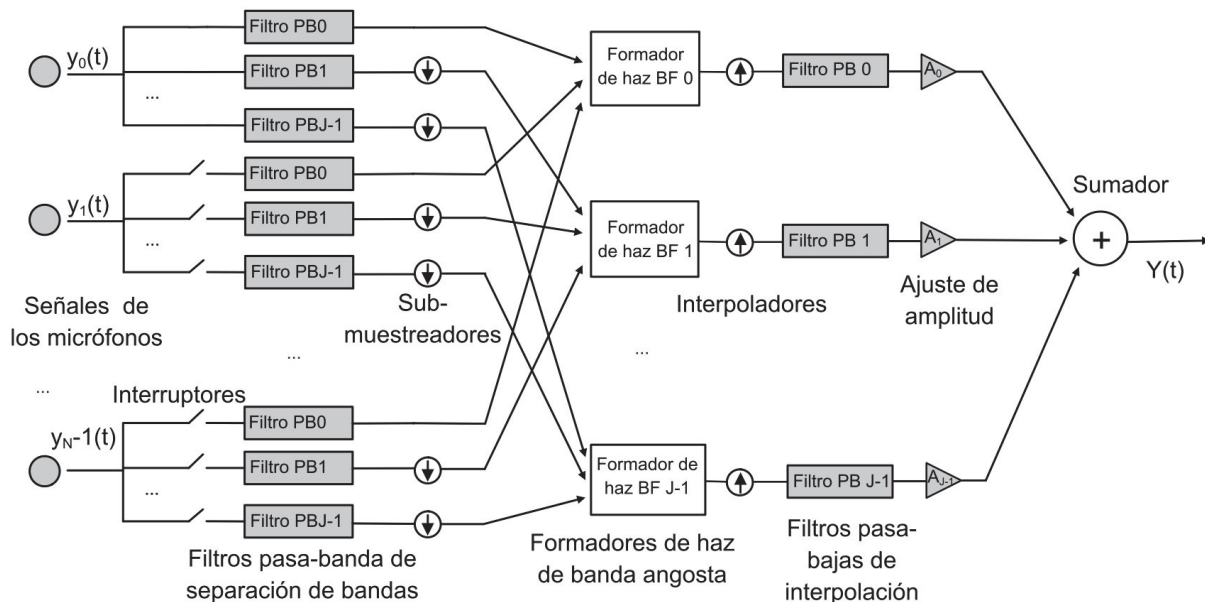 y0(t)
Filtro PB0
Filtro PB1
...
Filtro PBJ-1
y1(t)
Filtro PB0
Filtro PB1
...
Filtro PBJ-1
Señales de
los micrófonos
Sub-
muestreadores
...
...
Interruptores
yN-1(t)
Filtro PB0
Filtro PB1
...
Filtro PBJ-1
Filtros pasa-banda de
separación de bandas
Formador
de haz BF 0
Formador
de haz BF 1
...
Formador de
haz BF J-1
Formadores de haz
de banda angosta
Filtro PB 0
Filtro PB 1
Interpoladores
Filtro PB J-1
Filtros pasa-
bajas de
interpolación
A0
A1
Ajuste de
amplitud
AJ-1
Sumador
+
Y(t)